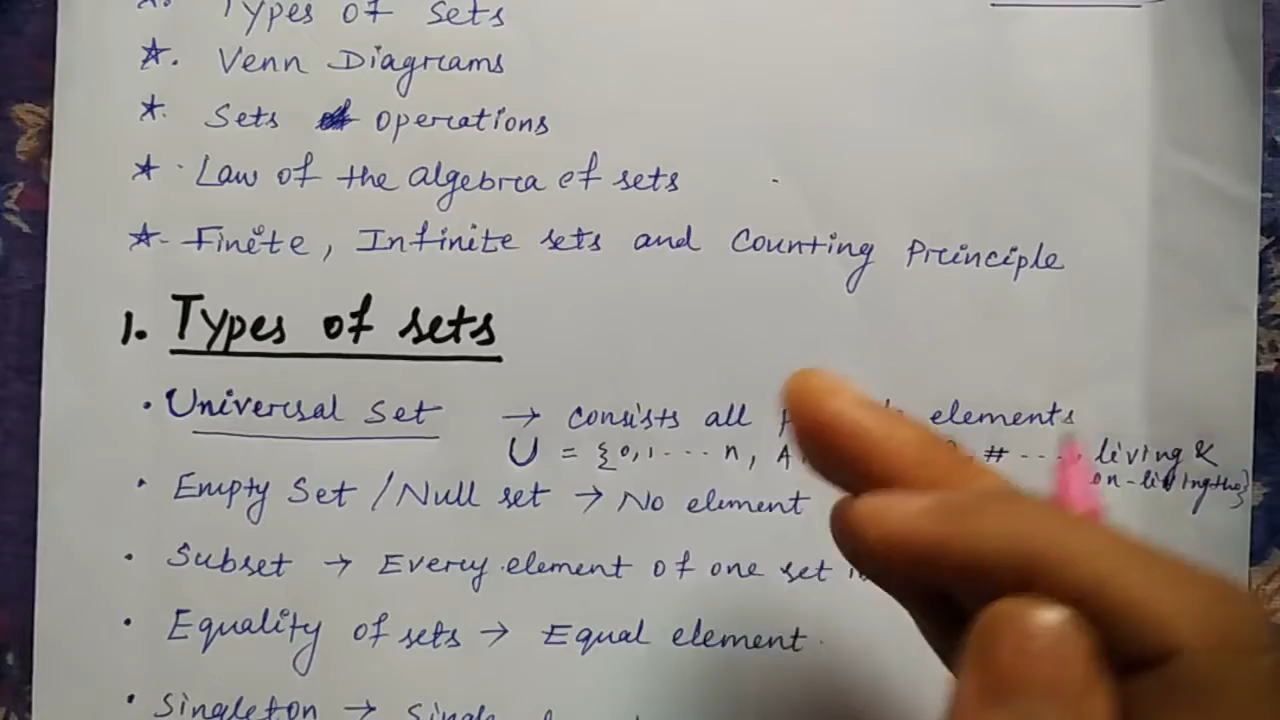 ★. Types of sets
★. Venn Diagrams
★. Sets operations
★ Law of the algebra of sets
★ Finite, Infinite sets and Counting Principle
1. Types of sets
• Universal set → consists all elements
U = {0,1 .... n, A # .... living &
• Empty Set / Null set → No element
• Subset → Every element of one set
• Equality of sets → Equal element
• Singleton → Single